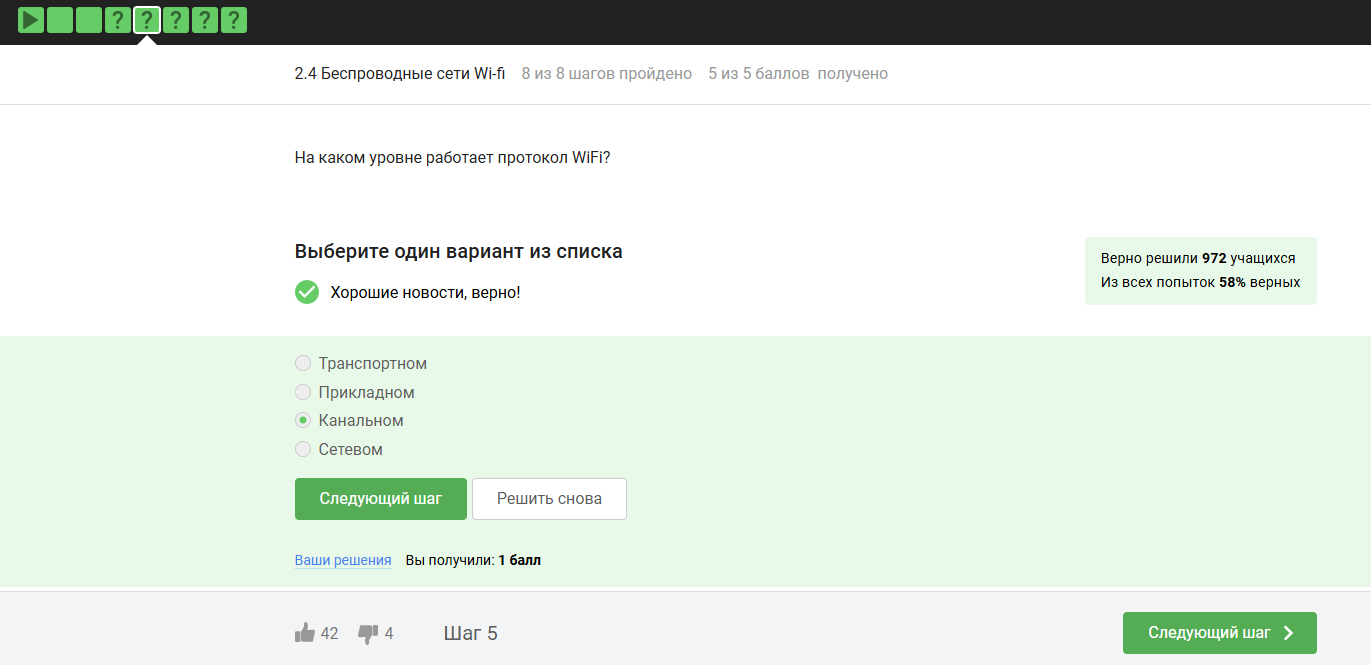 ? ? ? ? ?
2.4 Беспроводные сети Wi-fi 8 из 8 шагов пройдено 5 из 5 баллов получено
На каком уровне работает протокол WiFi?
Выберите один вариант из списка
Хорошие новости, верно!
Верно решили 972 учащихся
Из всех попыток 58% верных
Транспортном
Прикладном
Канальном
Сетевом
Следующий шаг Решить снова
Ваши решения Вы получили: 1 балл
42 4 Шаг 5 Следующий шаг